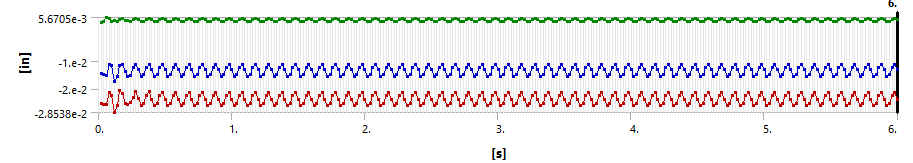 6.
5.6705e-3
-1.e-2
-2.e-2
-2.8538e-2
[in]
0. 1. 2. 3. 4. 5. 6.
[s]